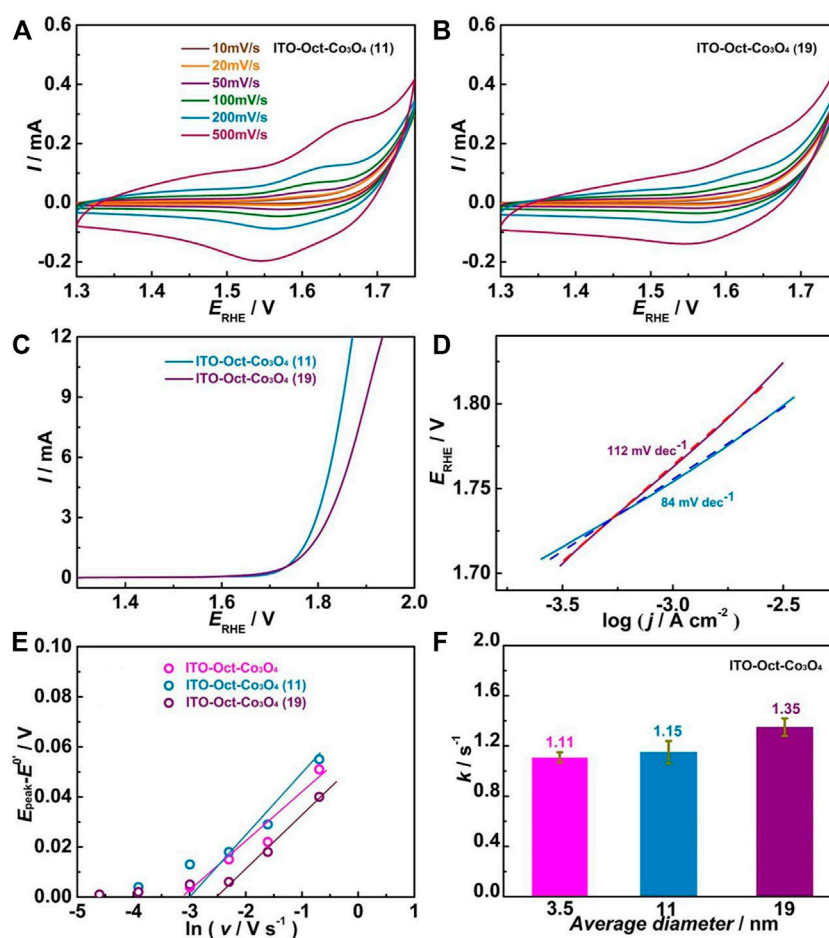 A
0.6
0.4
0.2
0.0
-0.2
I / mA
10mV/s
20mV/s
50mV/s
100mV/s
200mV/s
500mV/s
ITO-Oct-Co₃O₄ (11)
1.3 1.4 1.5 1.6 1.7
E_RHE / V
B
0.6
0.4
0.2
0.0
-0.2
I / mA
ITO-Oct-Co₃O₄ (19)
1.3 1.4 1.5 1.6 1.7
E_RHE / V
C
12
9
6
3
0
I / mA
ITO-Oct-Co₃O₄ (11)
ITO-Oct-Co₃O₄ (19)
1.4 1.6 1.8 2.0
E_RHE / V
D
1.80
1.75
1.70
E_RHE / V
112 mV dec⁻¹
84 mV dec⁻¹
-3.5 -3.0 -2.5
log (j / A cm⁻²)
E
0.10
0.08
0.06
0.04
0.02
0.00
E_peak-E⁰' / V
ITO-Oct-Co₃O₄
ITO-Oct-Co₃O₄ (11)
ITO-Oct-Co₃O₄ (19)
-5 -4 -3 -2 -1 0 1
ln ( v / V s⁻¹)
F
2.0
1.6
1.2
0.8
0.4
0.0
k / s⁻¹
ITO-Oct-Co₃O₄
1.11
1.15
1.35
3.5 11 19
Average diameter / nm